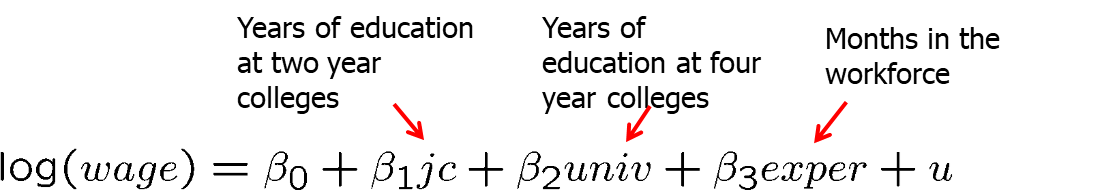 Years of education
at two year
colleges
Years of
education at four
year colleges
Months in the
workforce
log(wage) = β₀ + β₁jc + β₂univ + β₃exper + u